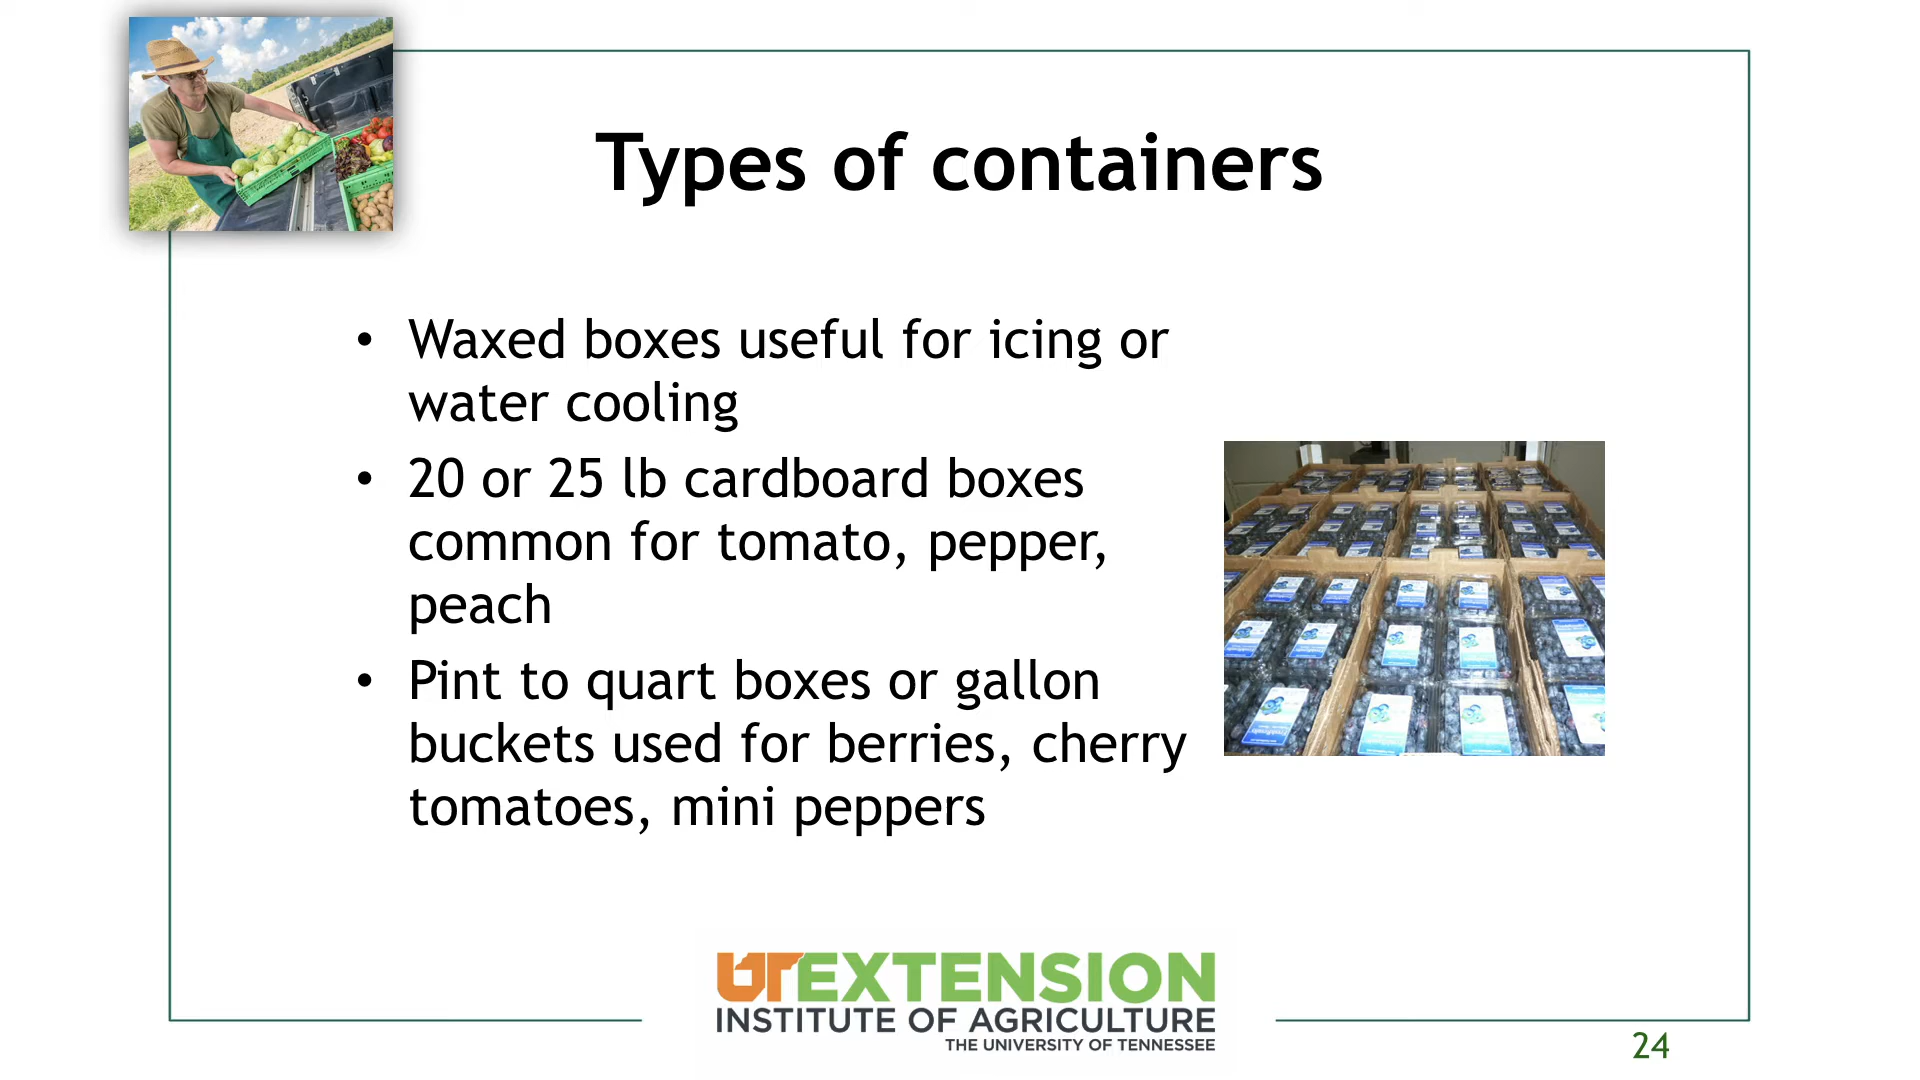 Types of containers
• Waxed boxes useful for icing or
water cooling
• 20 or 25 lb cardboard boxes
common for tomato, pepper,
peach
• Pint to quart boxes or gallon
buckets used for berries, cherry
tomatoes, mini peppers
UTEXTENSION
INSTITUTE OF AGRICULTURE
THE UNIVERSITY OF TENNESSEE
24